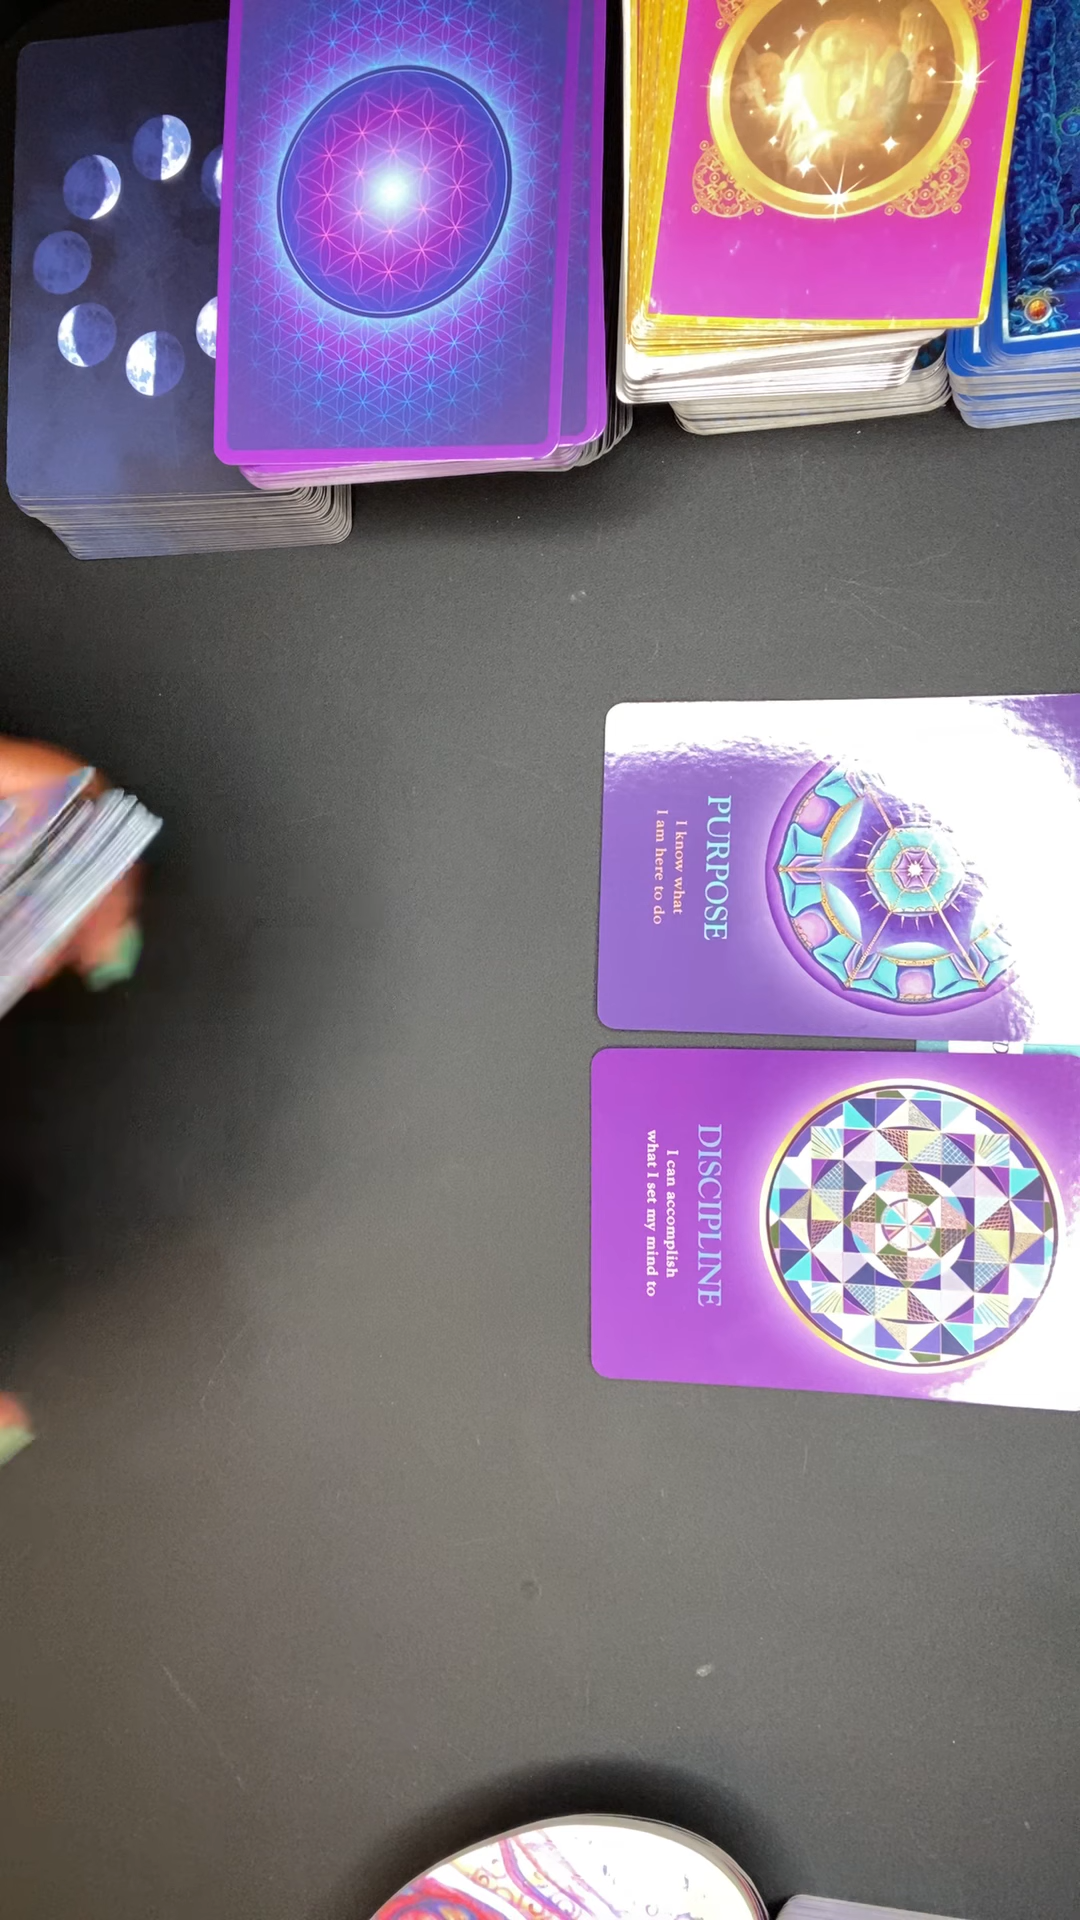 PURPOSE
I know what
I am here to do
DISCIPLINE
I can accomplish
what I set my mind to